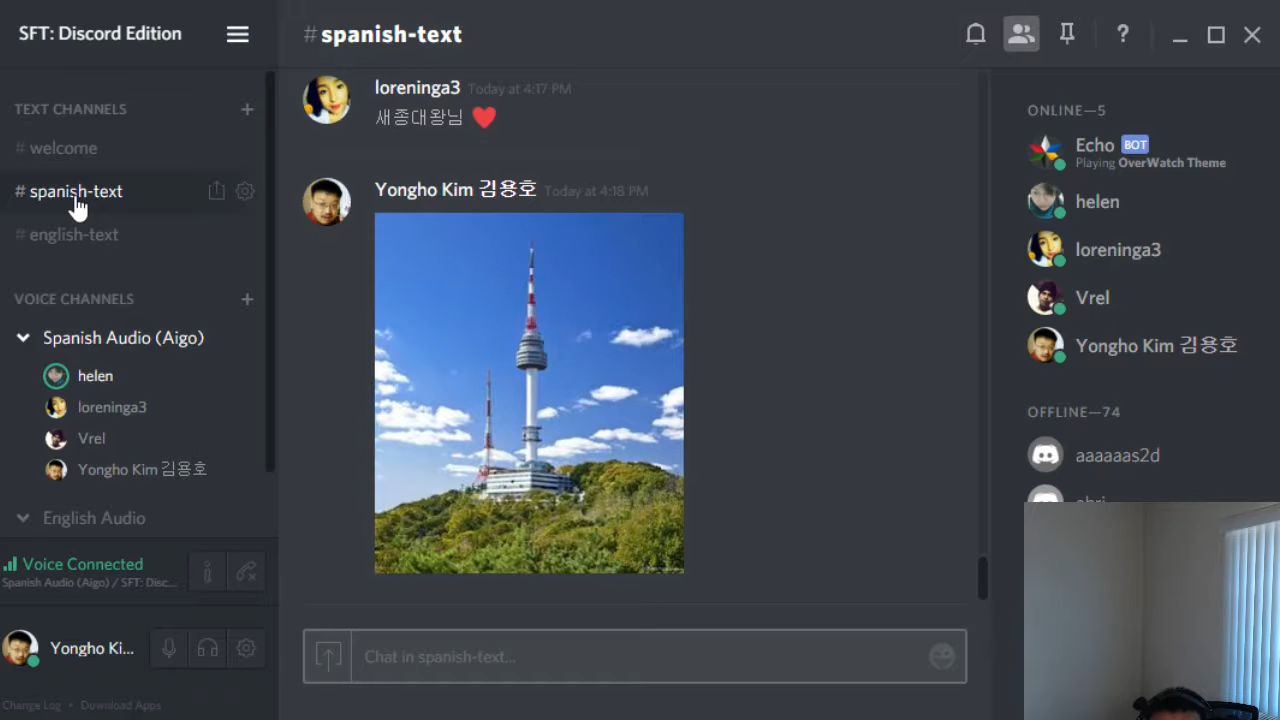 SFT: Discord Edition
TEXT CHANNELS
# welcome
# spanish-text
# english-text
VOICE CHANNELS
Spanish Audio (Aigo)
helen
loreninga3
Vrel
Yongho Kim 김용호
English Audio
Voice Connected
Spanish Audio (Aigo) / SFT: Disc...
Yongho Ki...
Change Log • Download Apps
# spanish-text
loreninga3 Today at 4:17 PM
새종대왕님 ❤
Yongho Kim 김용호 Today at 4:18 PM
Chat in spanish-text...
ONLINE—5
Echo BOT
Playing OverWatch Theme
helen
loreninga3
Vrel
Yongho Kim 김용호
OFFLINE—74
aaaaaas2d